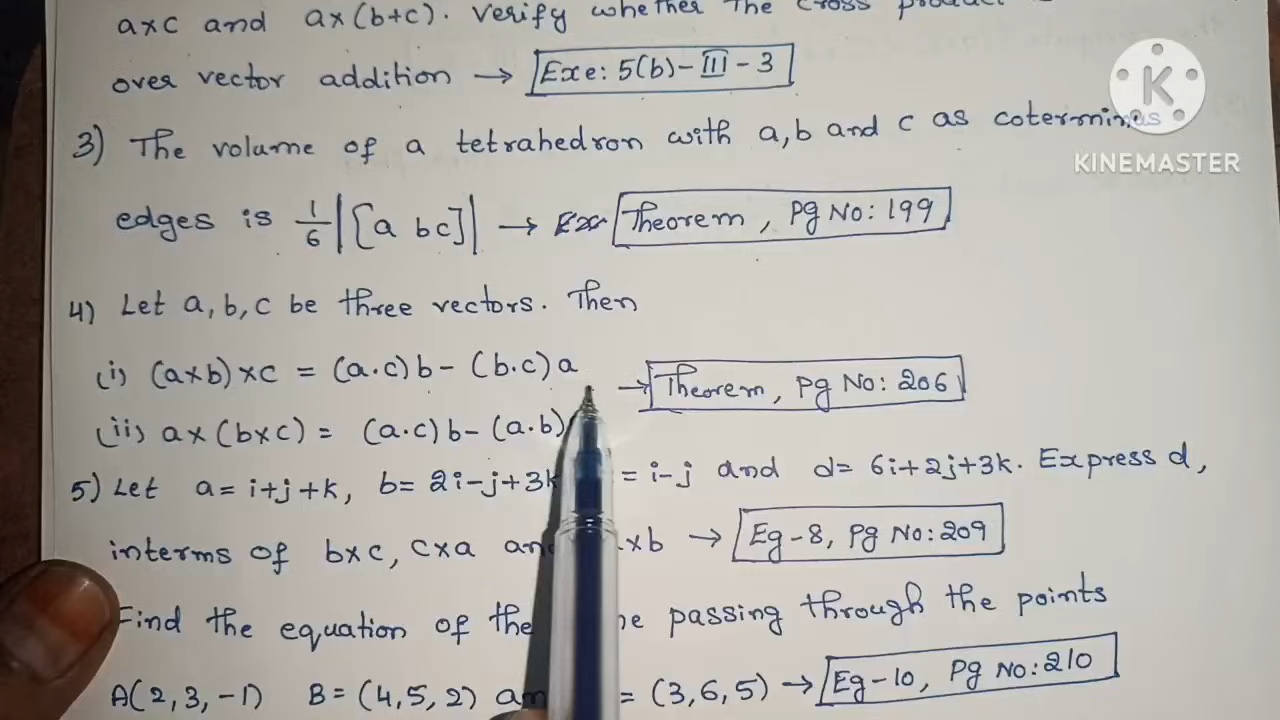 axc and ax(b+c). Verify whether the cross product
over vector addition → Exe: 5(b)-III-3
K
KINEMASTER
3) The volume of a tetrahedron with a, b and c as coterminus
edges is 1/6 |[a bc]| → Theorem, Pg No: 199
4) Let a, b, c be three vectors. Then
(i) (axb)xc = (a.c)b - (b.c)a
→ Theorem, Pg No: 206
(ii) ax(bxc) = (a.c)b - (a.b)
5) Let a = i+j+k, b = 2i-j+3k = i-j and d = 6i+2j+3k. Express d,
interms of bxc, cxa an xb → Eg-8, Pg No: 209
Find the equation of the passing through the points
A(2,3,-1) B = (4,5,2) an = (3,6,5) → Eg-10, Pg No: 210